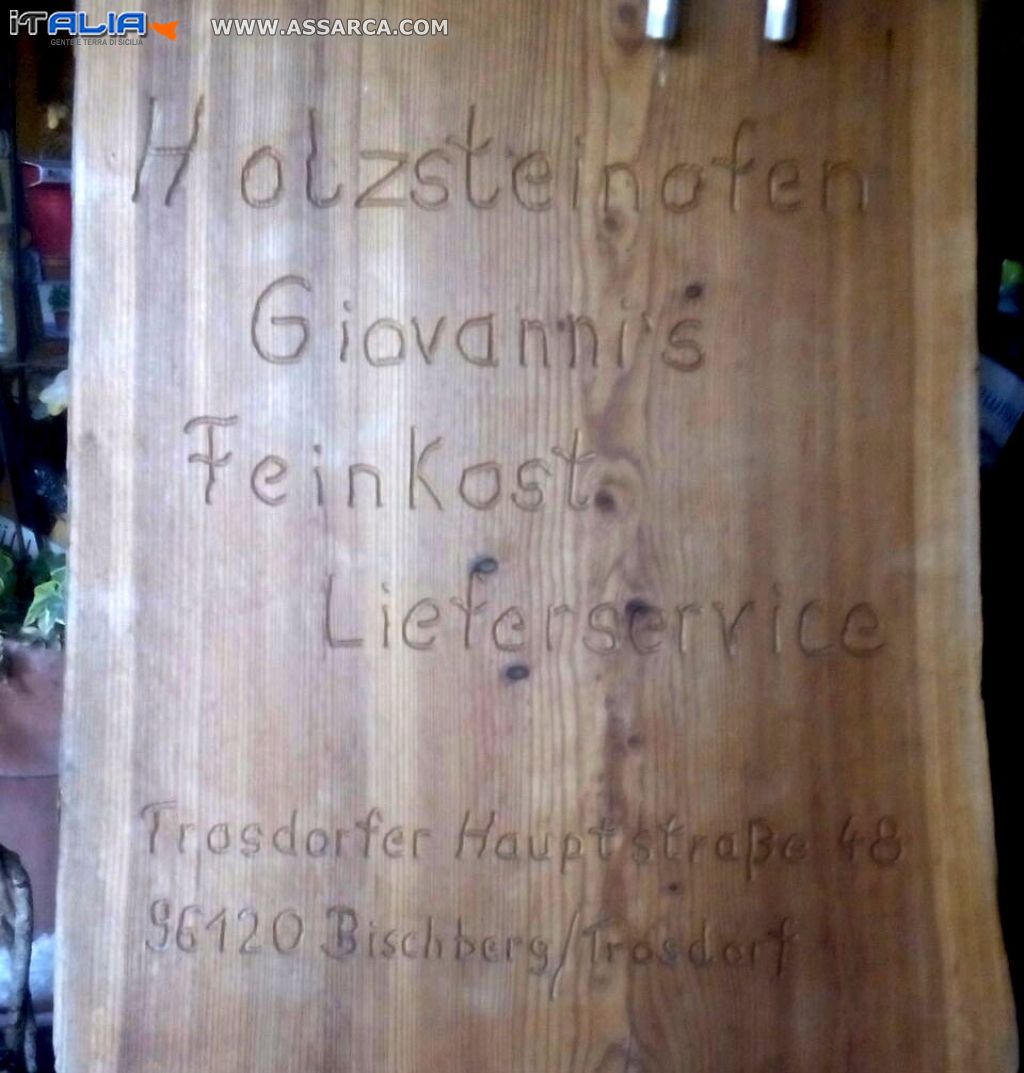 iTALIA WWW.ASSARCA.COM
GENTE E TERRA DI SICILIA
Holzsteinofen
Giovanni's
Feinkost
Lieferservice
Trosdorfer Hauptstraße 48
96120 Bischberg/Trosdorf